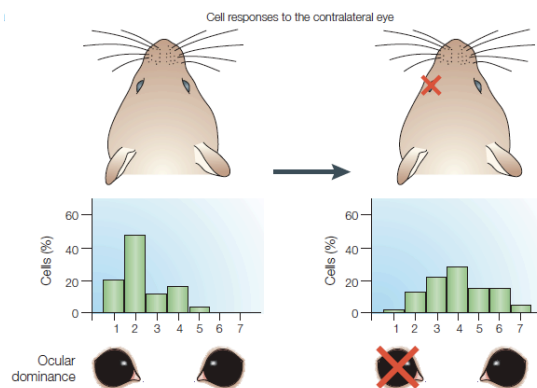 Cell responses to the contralateral eye
60
40
20
0
Cells (%)
1 2 3 4 5 6 7
60
40
20
0
Cells (%)
1 2 3 4 5 6 7
Ocular
dominance